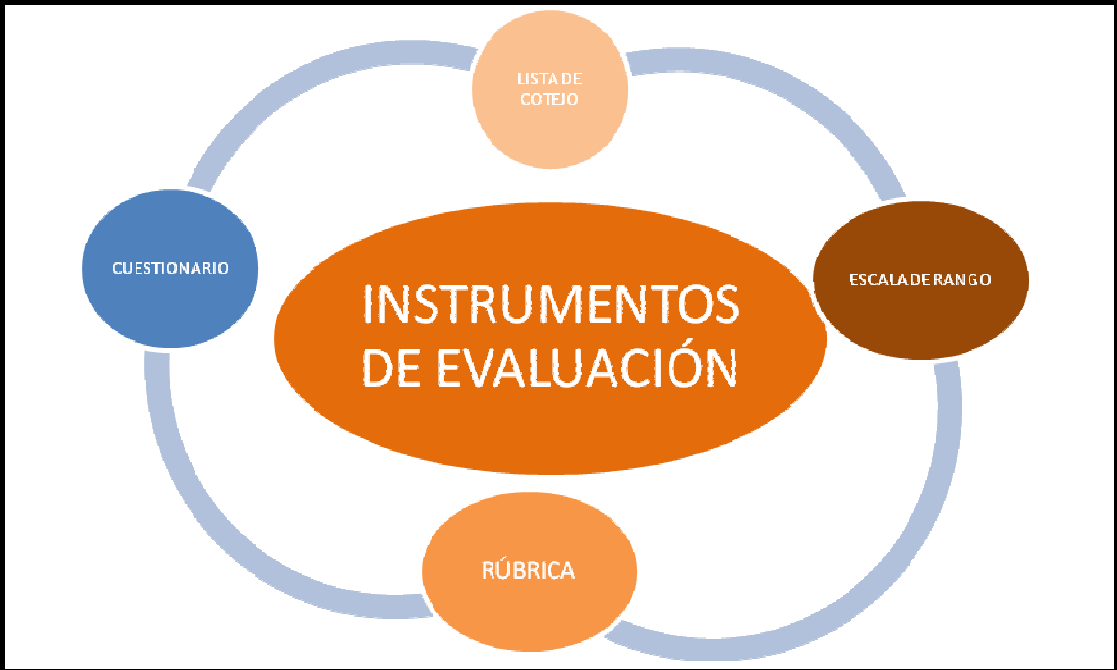 LISTA DE
COTEJO
CUESTIONARIO
ESCALA DE RANGO
INSTRUMENTOS
DE EVALUACIÓN
RÚBRICA